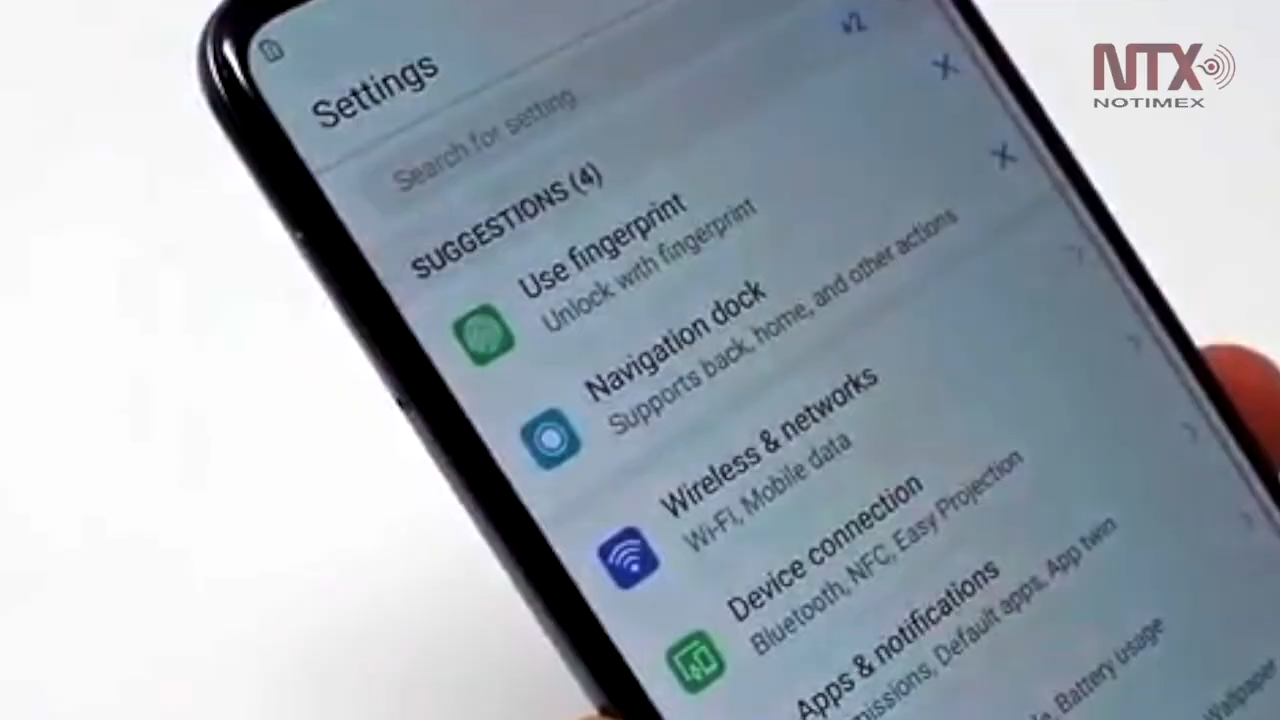 NTX
NOTIMEX
Settings
Search for setting
SUGGESTIONS (4)
Use fingerprint
Unlock with fingerprint
Navigation dock
Supports back, home, and other actions
Wireless & networks
Wi-Fi, Mobile data
Device connection
Bluetooth, NFC, Easy Projection
Apps & notifications
missions, Default apps, App twin
Battery usage
Wallpaper